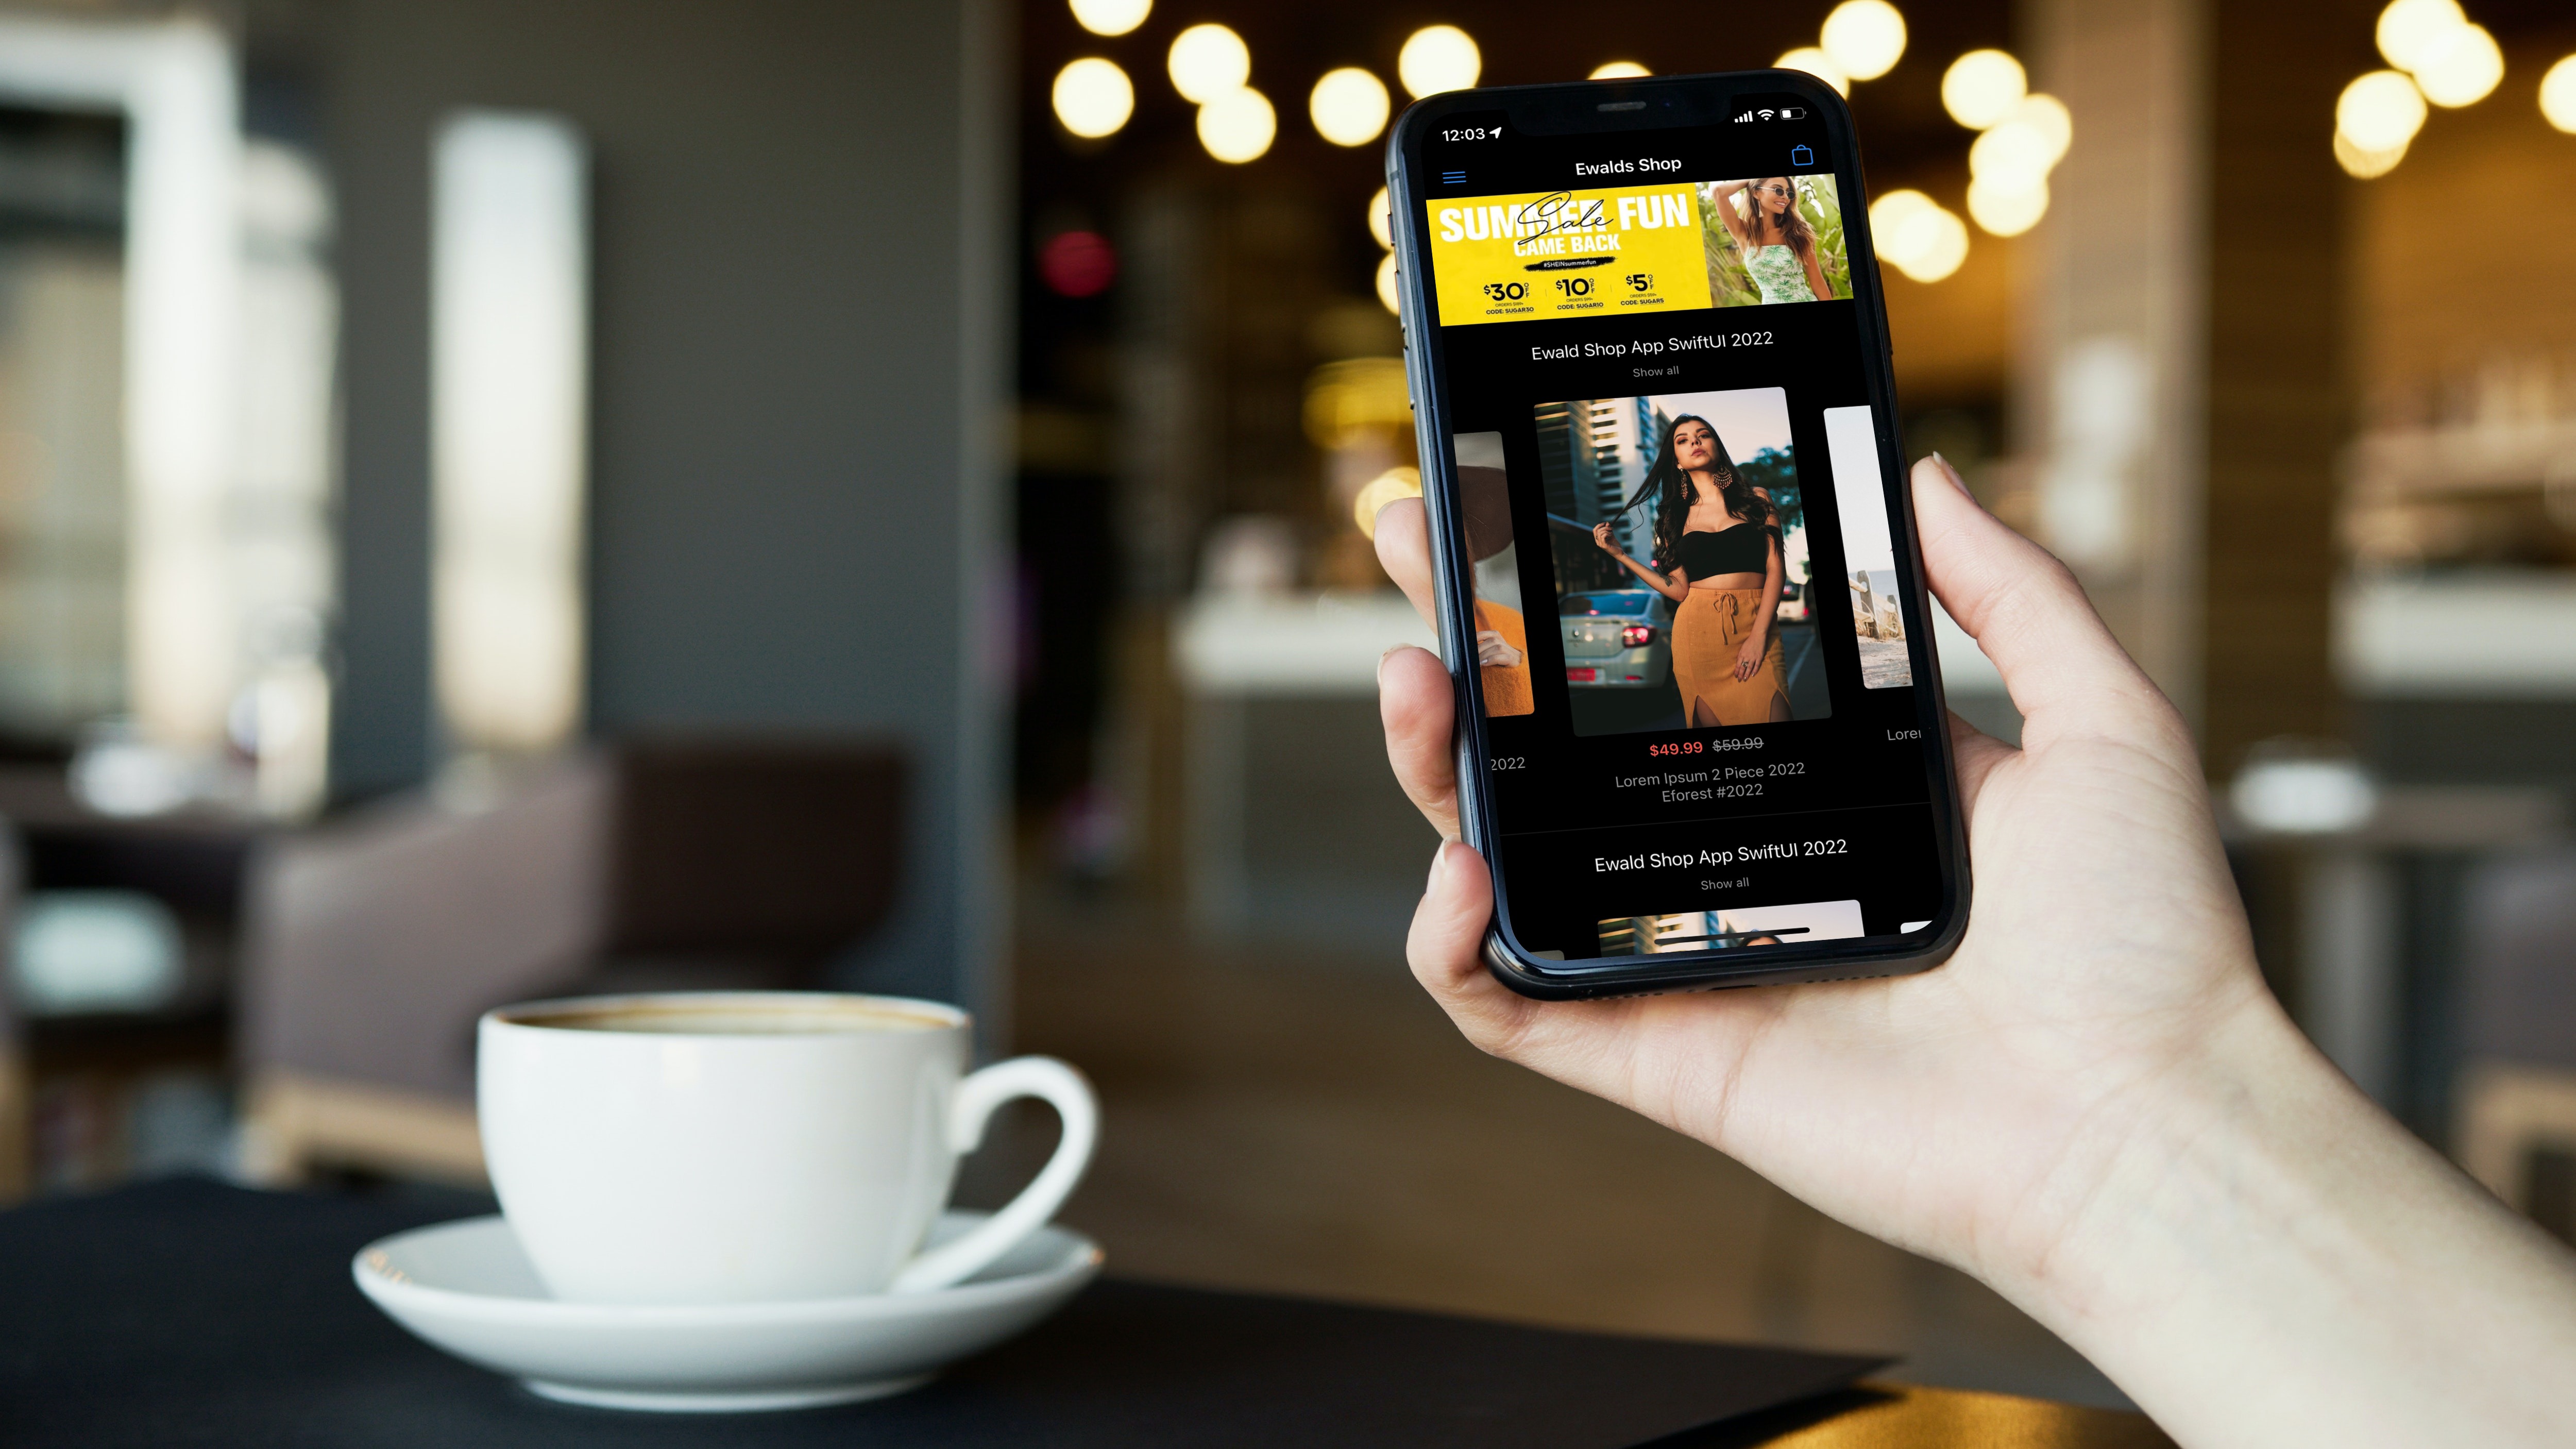 12:03
Ewalds Shop
SUMMER FUN
Sale
CAME BACK
#SHEINsummerfun
$30 OFF $10 OFF $5 OFF
CODE: SUGAR30 CODE: SUGAR10 CODE: SUGAR5
Ewald Shop App SwiftUI 2022
Show all
$49.99 $59.99
2022
Lorem Ipsum 2 Piece 2022
Eforest #2022
Ewald Shop App SwiftUI 2022
Show all